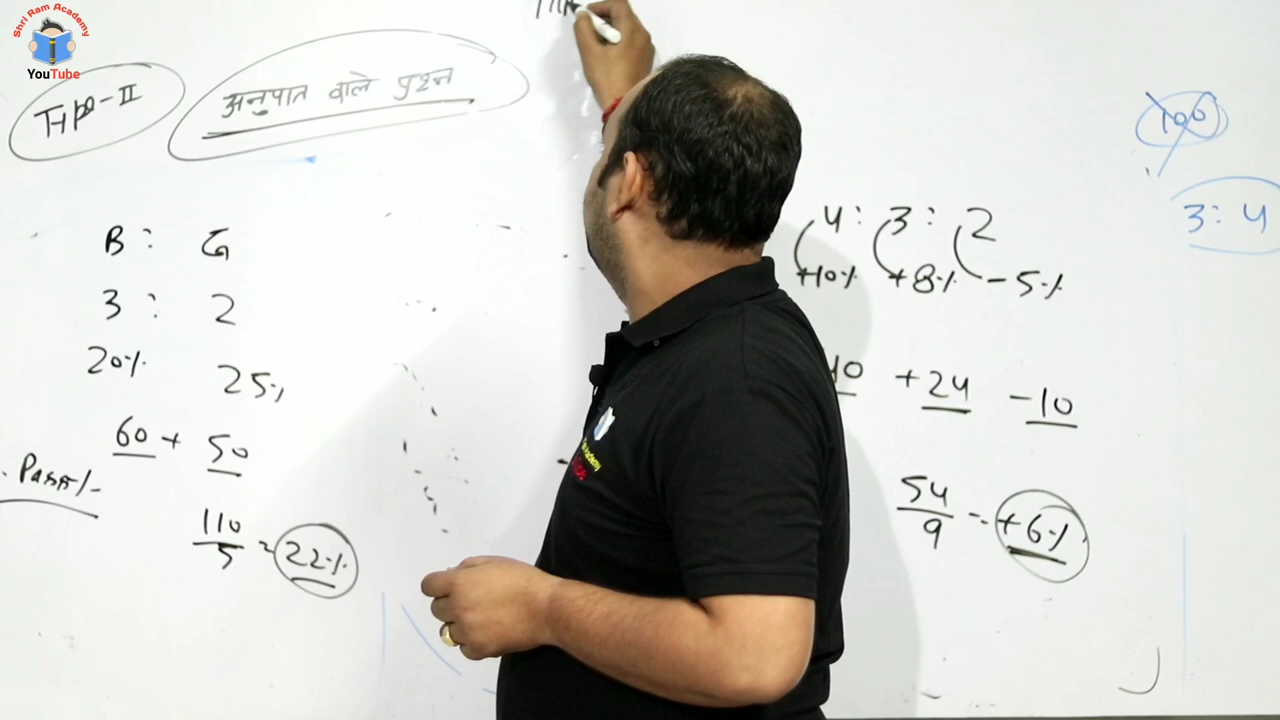 Shri Ram Academy
YouTube
Type-II
अनुपात वाले प्रश्न
B : G
3 : 2
20% 25%
60 + 50
Pass%
110/5 = 22%
4 : 3 : 2
+10% +8% -5%
40 +24 -10
54/9 = +6%
100
3 : 4